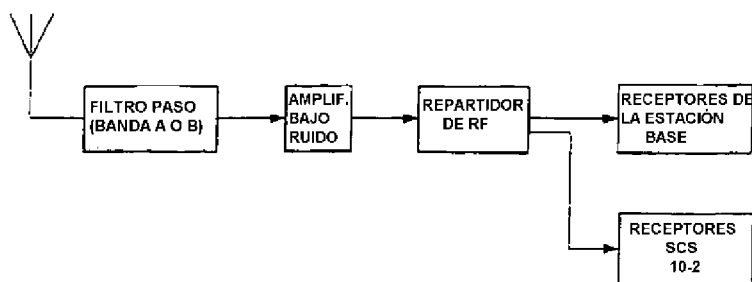 FILTRO PASO
(BANDA A O B)
AMPLIF.
BAJO
RUIDO
REPARTIDOR
DE RF
RECEPTORES DE
LA ESTACIÓN
BASE
RECEPTORES
SCS
10-2